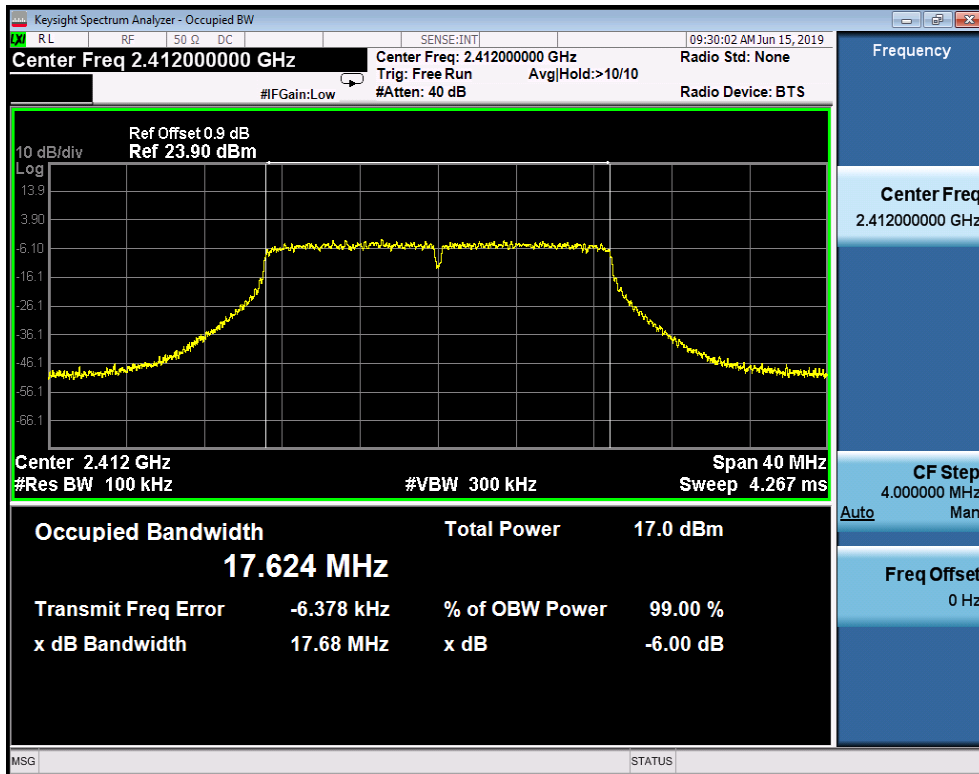 Keysight Spectrum Analyzer - Occupied BW
LXI RL RF 50 Ω DC SENSE:INT 09:30:02 AM Jun 15, 2019
Center Freq 2.412000000 GHz
Center Freq: 2.412000000 GHz Radio Std: None
Trig: Free Run Avg|Hold:>10/10
#IFGain:Low #Atten: 40 dB Radio Device: BTS
Ref Offset 0.9 dB
10 dB/div Ref 23.90 dBm
Log
13.9
3.90
-6.10
-16.1
-26.1
-36.1
-46.1
-56.1
-66.1
Center 2.412 GHz Span 40 MHz
#Res BW 100 kHz #VBW 300 kHz Sweep 4.267 ms
Occupied Bandwidth Total Power 17.0 dBm
17.624 MHz
Transmit Freq Error -6.378 kHz % of OBW Power 99.00 %
x dB Bandwidth 17.68 MHz x dB -6.00 dB
Frequency
Center Freq
2.412000000 GHz
CF Step
4.000000 MHz
Auto Man
Freq Offset
0 Hz
MSG STATUS